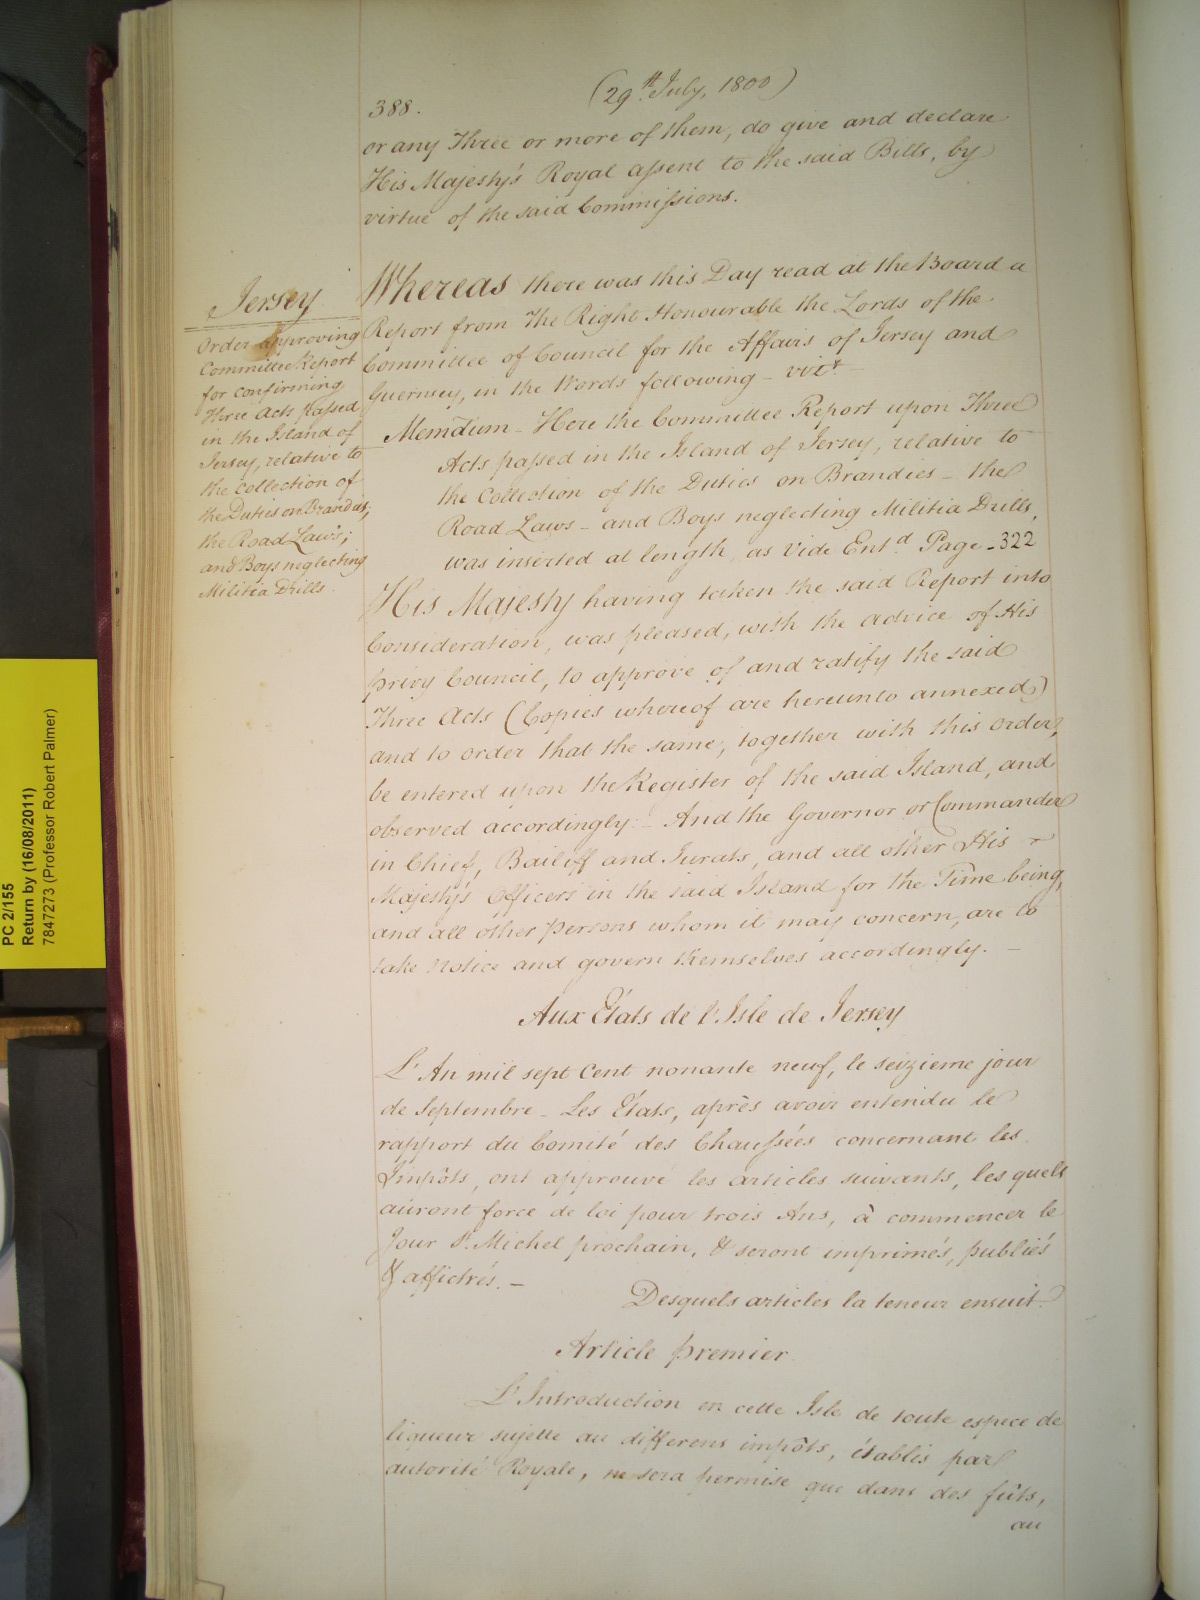 388.
(29th. July, 1800)
or any Three or more of them, do give and declare
His Majesty's Royal assent to the said Bills, by
virtue of the said Commissions.
Jersey
Order approving
Committee Report
for confirming
Three Acts passed
in the Island of
Jersey, relative to
the collection of
the Duties on Brandies;
the Road Laws;
and Boys neglecting
Militia Drills.
Whereas there was this Day read at the Board a
Report from The Right Honourable the Lords of the
Committee of Council for the Affairs of Jersey and
Guernsey, in the Words following - vizt.
Memdum - Here the Committee Report upon Three
Acts passed in the Island of Jersey, relative to
the Collection of the Duties on Brandies - the
Road Laws - and Boys neglecting Militia Drills,
was inserted at length, as vide Entd. Page - 322
His Majesty having taken the said Report into
Consideration, was pleased, with the advice of His
privy Council, to approve of and ratify the said
Three Acts (Copies whereof are hereunto annexed)
and to order that the same, together with this order,
be entered upon the Register of the said Island, and
observed accordingly - And the Governor or Commander
in Chief, Bailiff and Jurats, and all other His
Majesty's Officers in the said Island for the Time being,
and all other persons whom it may concern, are to
take Notice and govern themselves accordingly. -
Aux États de l'Isle de Jersey
L'An mil sept Cent nonante neuf, le seizieme jour
de Septembre - Les États, après avoir entendu le
rapport du Comité des Chaussées concernant les
Impôts, ont approuvé les articles suivants, les quels
auront force de loi pour trois Ans, à commencer le
Jour St. Michel prochain, & seront imprimés, publiés
& affichés. -
Desquels articles la teneur ensuit.
Article premier
L'Introduction en cette Isle de toute espece de
liqueur sujette au differens impôts, établis par
autorité Royale, ne sera permise que dans des fûts,
au
PC 2/155
Return by (16/08/2011)
7847273 (Professor Robert Palmer)